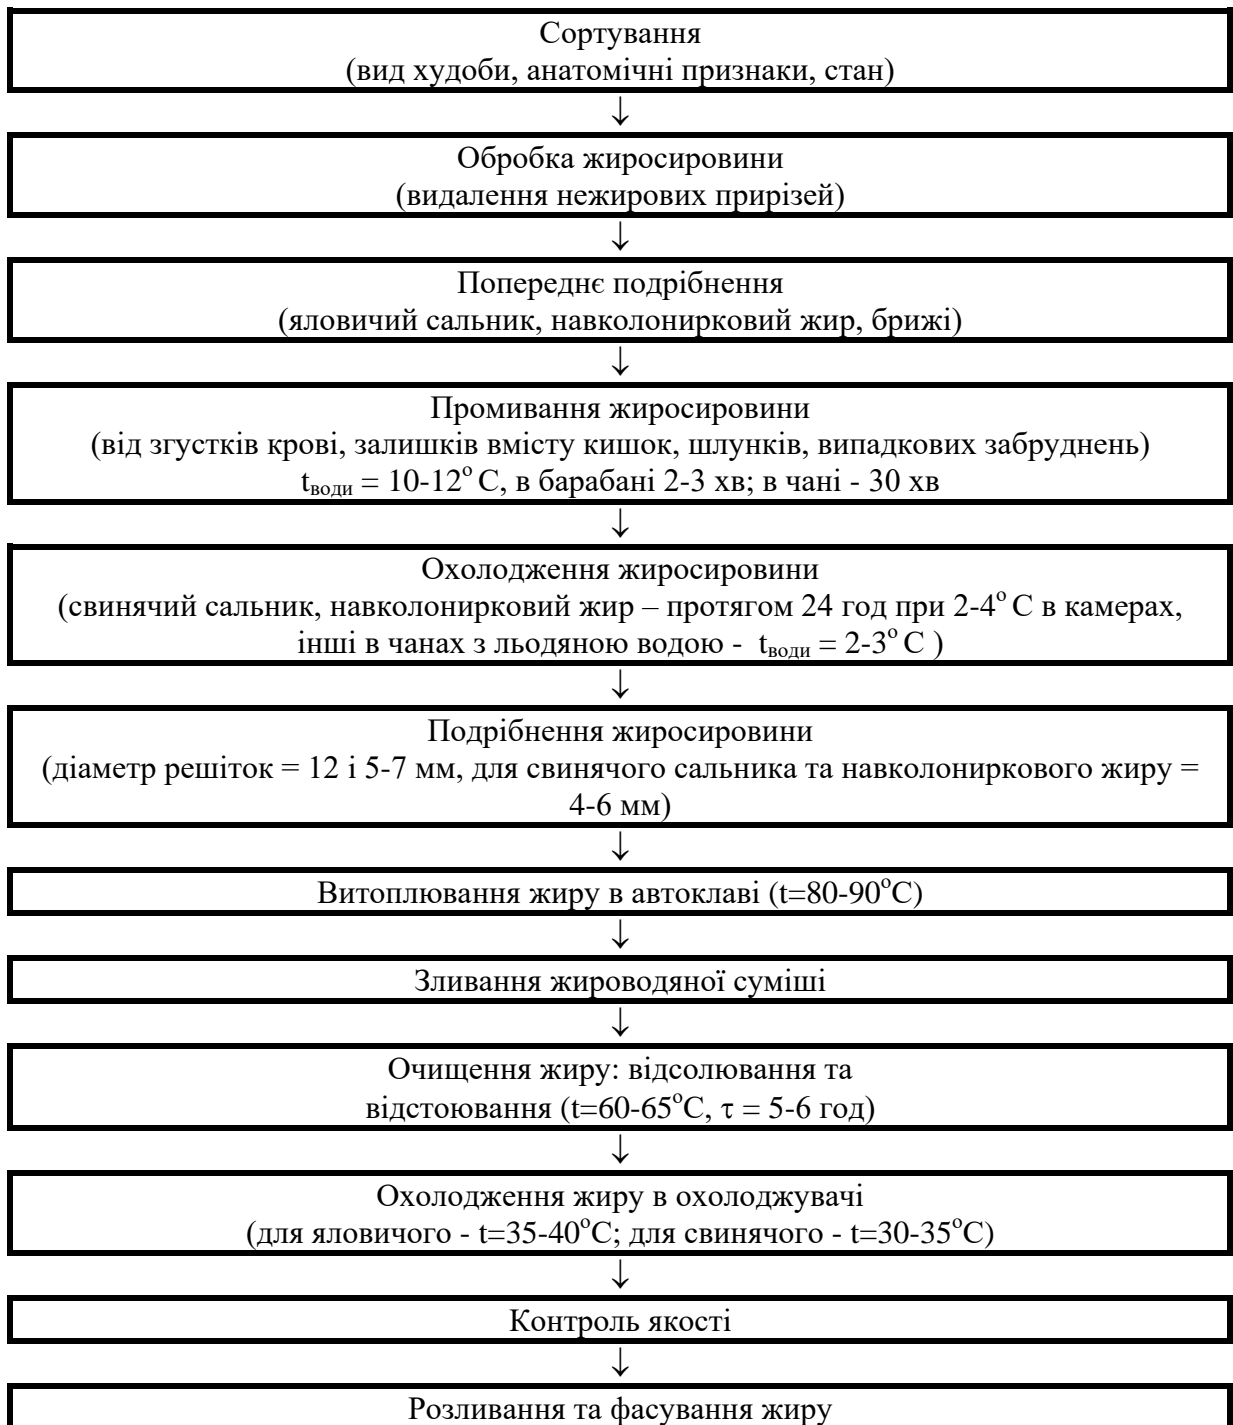 Сортування
(вид худоби, анатомічні признаки, стан)
↓
Обробка жиросировини
(видалення нежирових прирізей)
↓
Попереднє подрібнення
(яловичий сальник, навколонирковий жир, брижі)
↓
Промивання жиросировини
(від згустків крові, залишків вмісту кишок, шлунків, випадкових забруднень)
tводи = 10-12° С, в барабані 2-3 хв; в чані - 30 хв
↓
Охолодження жиросировини
(свинячий сальник, навколонирковий жир – протягом 24 год при 2-4° С в камерах,
інші в чанах з льодяною водою - tводи = 2-3° С )
↓
Подрібнення жиросировини
(діаметр решіток = 12 і 5-7 мм, для свинячого сальника та навколониркового жиру =
4-6 мм)
↓
Витоплювання жиру в автоклаві (t=80-90°С)
↓
Зливання жироводяної суміші
↓
Очищення жиру: відсолювання та
відстоювання (t=60-65°С, τ = 5-6 год)
↓
Охолодження жиру в охолоджувачі
(для яловичого - t=35-40°С; для свинячого - t=30-35°С)
↓
Контроль якості
↓
Розливання та фасування жиру